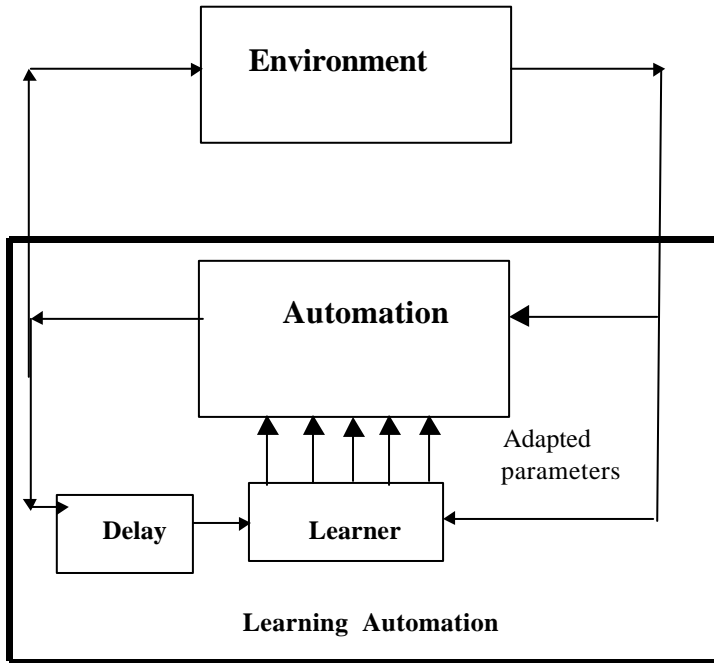 Environment
Automation
Adapted
parameters
Delay
Learner
Learning Automation